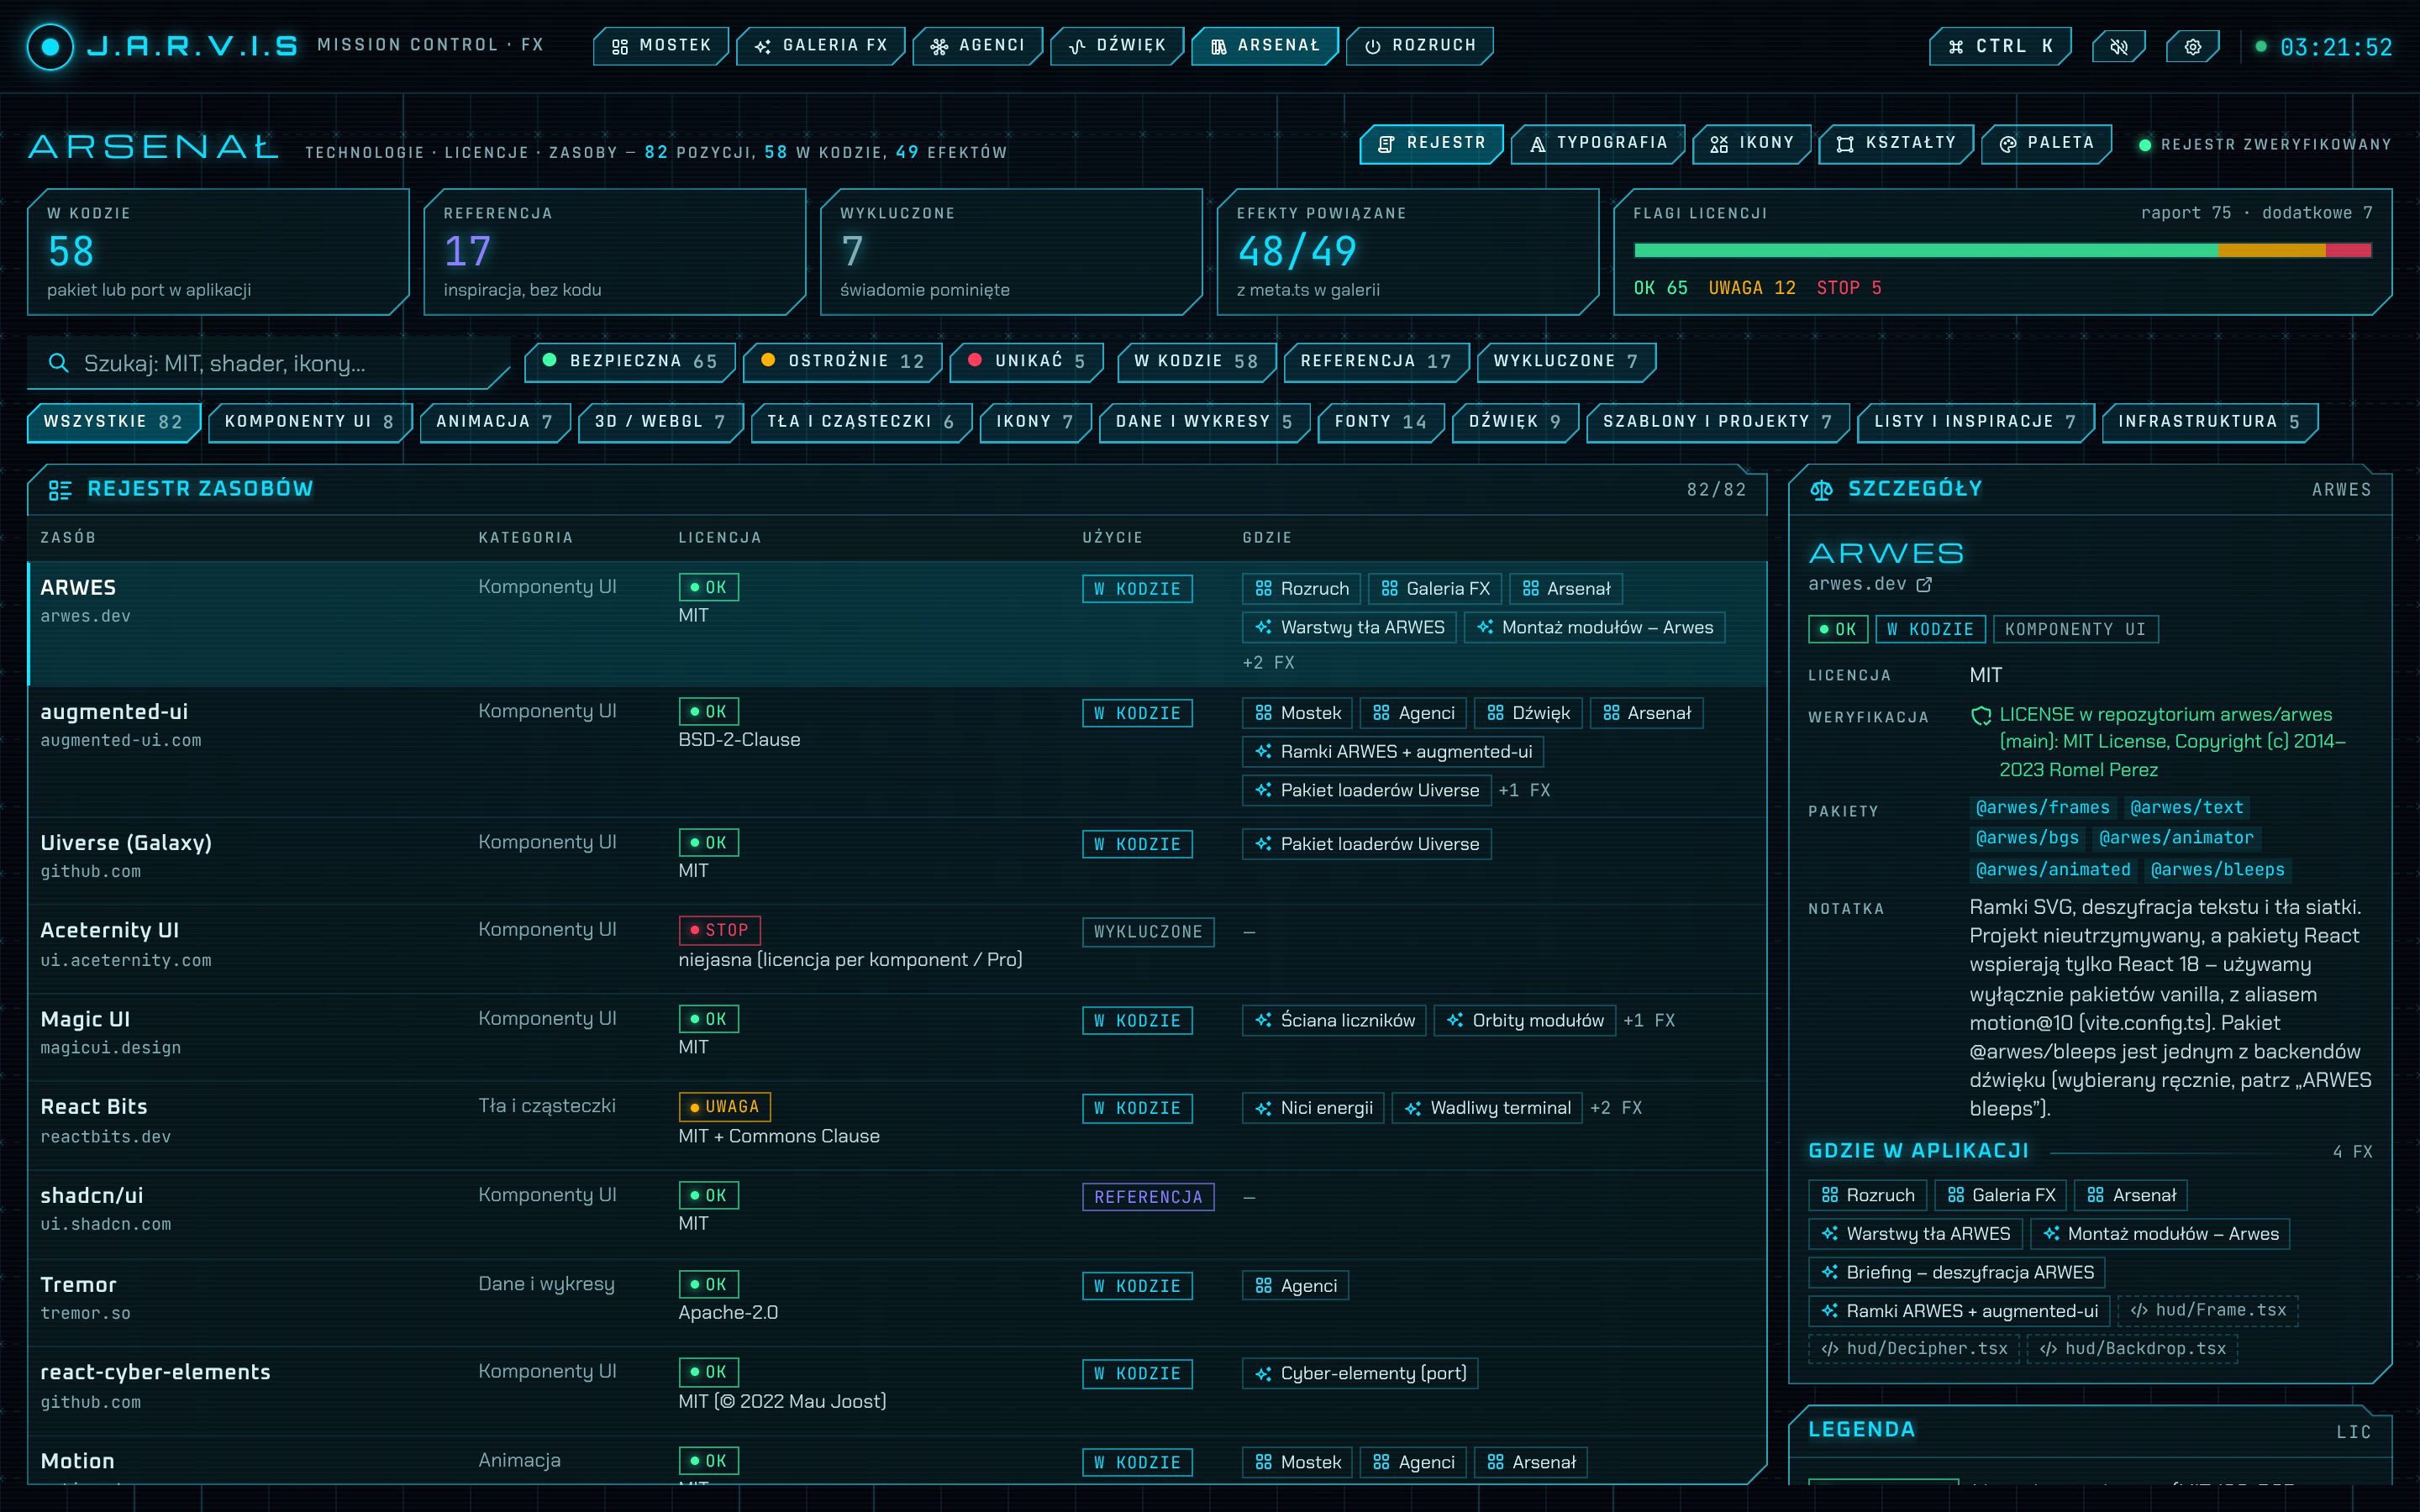 J.A.R.V.I.S MISSION CONTROL · FX MOSTEK GALERIA FX AGENCI DŹWIĘK ARSENAŁ ROZRUCH CTRL K 03:21:52
ARSENAŁ TECHNOLOGIE · LICENCJE · ZASOBY – 82 POZYCJI, 58 W KODZIE, 49 EFEKTÓW REJESTR TYPOGRAFIA IKONY KSZTAŁTY PALETA REJESTR ZWERYFIKOWANY
W KODZIE
58
pakiet lub port w aplikacji
REFERENCJA
17
inspiracja, bez kodu
WYKLUCZONE
7
świadomie pominięte
EFEKTY POWIĄZANE
48/49
z meta.ts w galerii
FLAGI LICENCJI raport 75 · dodatkowe 7
OK 65 UWAGA 12 STOP 5
Szukaj: MIT, shader, ikony... BEZPIECZNA 65 OSTROŻNIE 12 UNIKAĆ 5 W KODZIE 58 REFERENCJA 17 WYKLUCZONE 7
WSZYSTKIE 82 KOMPONENTY UI 8 ANIMACJA 7 3D / WEBGL 7 TŁA I CZĄSTECZKI 6 IKONY 7 DANE I WYKRESY 5 FONTY 14 DŹWIĘK 9 SZABLONY I PROJEKTY 7 LISTY I INSPIRACJE 7 INFRASTRUKTURA 5
REJESTR ZASOBÓW 82/82
ZASÓB KATEGORIA LICENCJA UŻYCIE GDZIE
ARWES Komponenty UI OK W KODZIE Rozruch Galeria FX Arsenał
arwes.dev MIT Warstwy tła ARWES Montaż modułów – Arwes
+2 FX
augmented-ui Komponenty UI OK W KODZIE Mostek Agenci Dźwięk Arsenał
augmented-ui.com BSD-2-Clause Ramki ARWES + augmented-ui
Pakiet loaderów Uiverse +1 FX
Uiverse (Galaxy) Komponenty UI OK W KODZIE Pakiet loaderów Uiverse
github.com MIT
Aceternity UI Komponenty UI STOP WYKLUCZONE –
ui.aceternity.com niejasna (licencja per komponent / Pro)
Magic UI Komponenty UI OK W KODZIE Ściana liczników Orbity modułów +1 FX
magicui.design MIT
React Bits Tła i cząsteczki UWAGA W KODZIE Nici energii Wadliwy terminal +2 FX
reactbits.dev MIT + Commons Clause
shadcn/ui Komponenty UI OK REFERENCJA –
ui.shadcn.com MIT
Tremor Dane i wykresy OK W KODZIE Agenci
tremor.so Apache-2.0
react-cyber-elements Komponenty UI OK W KODZIE Cyber-elementy (port)
github.com MIT (© 2022 Mau Joost)
Motion Animacja OK W KODZIE Mostek Agenci Arsenał
SZCZEGÓŁY ARWES
ARWES
arwes.dev
OK W KODZIE KOMPONENTY UI
LICENCJA MIT
WERYFIKACJA LICENSE w repozytorium arwes/arwes
(main): MIT License, Copyright (c) 2014–
2023 Romel Perez
PAKIETY @arwes/frames @arwes/text
@arwes/bgs @arwes/animator
@arwes/animated @arwes/bleeps
NOTATKA Ramki SVG, deszyfracja tekstu i tła siatki.
Projekt nieutrzymywany, a pakiety React
wspierają tylko React 18 – używamy
wyłącznie pakietów vanilla, z aliasem
motion@10 (vite.config.ts). Pakiet
@arwes/bleeps jest jednym z backendów
dźwięku (wybierany ręcznie, patrz „ARWES
bleeps”).
GDZIE W APLIKACJI 4 FX
Rozruch Galeria FX Arsenał
Warstwy tła ARWES Montaż modułów – Arwes
Briefing – deszyfracja ARWES
Ramki ARWES + augmented-ui hud/Frame.tsx
hud/Decipher.tsx hud/Backdrop.tsx
LEGENDA LIC